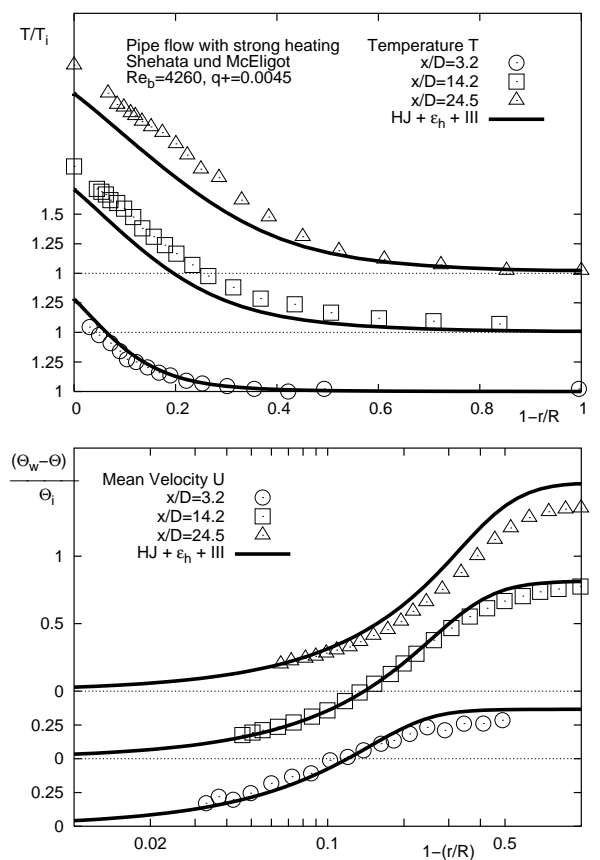 T/T_i
Pipe flow with strong heating
Shehata und McEligot
Re_b=4260, q+=0.0045
Temperature T
x/D=3.2
x/D=14.2
x/D=24.5
HJ + ε_h + III
1.5
1.25
1
1.25
1
1.25
1
0 0.2 0.4 0.6 0.8 1
1−r/R
(Θ_w−Θ)
Θ_i
Mean Velocity U
x/D=3.2
x/D=14.2
x/D=24.5
HJ + ε_h + III
1
0.5
0
0.25
0
0.25
0
0.02 0.1 0.5
1−(r/R)